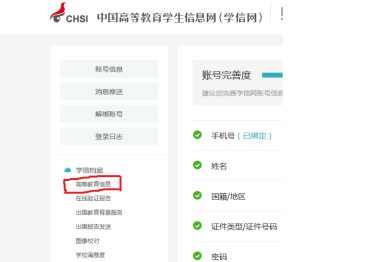 CHSI 中国高等教育学生信息网(学信网)
账号信息
消息推送
解绑账号
登录日志
学信档案
高等教育信息
在线验证报告
出国教育背景服务
出国报告发送
图像校对
学校满意度
账号完善度
建议您完善学信网账号信息
手机号(已绑定)
姓名
国籍/地区
证件类型/证件号码
密码